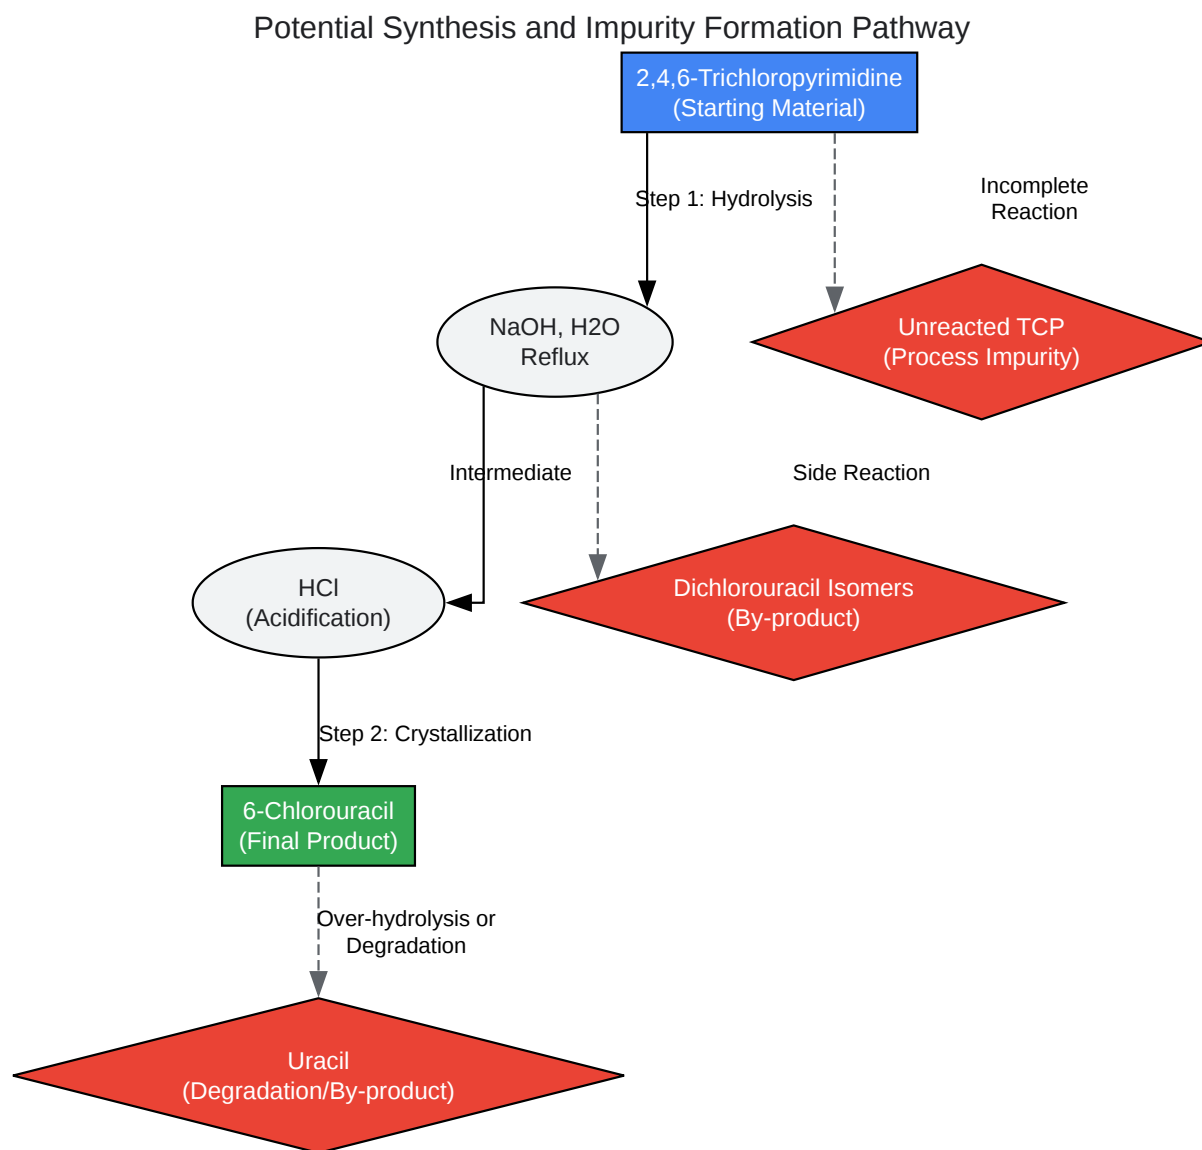 Potential Synthesis and Impurity Formation Pathway
2,4,6-Trichloropyrimidine
(Starting Material)
Step 1: Hydrolysis
Incomplete
Reaction
NaOH, H2O
Reflux
Unreacted TCP
(Process Impurity)
Intermediate
Side Reaction
HCl
(Acidification)
Dichlorouracil Isomers
(By-product)
Step 2: Crystallization
6-Chlorouracil
(Final Product)
Over-hydrolysis or
Degradation
Uracil
(Degradation/By-product)